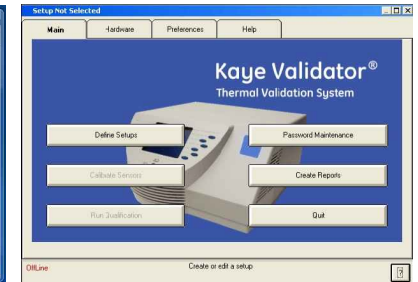 Setup Not Selected
Main
Hardware
Preferences
Help
Kaye Validator®
Thermal Validation System
Define Setups
Password Maintenance
Calibrate Sensors
Create Reports
Run Qualification
Quit
OffLine
Create or edit a setup
?